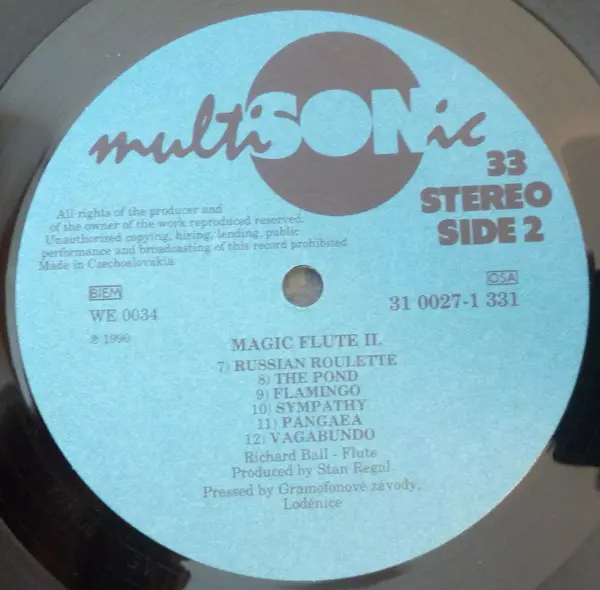 multiSONic
33
STEREO
SIDE 2
All rights of the producer and
of the owner of the work reproduced reserved.
Unauthorized copying, hiring, lending, public
performance and broadcasting of this record prohibited
Made in Czechoslovakia
BIEM
OSA
WE 0034
31 0027-1 331
℗ 1990
MAGIC FLUTE II.
7) RUSSIAN ROULETTE
8) THE POND
9) FLAMINGO
10) SYMPATHY
11) PANGAEA
12) VAGABUNDO
Richard Ball - Flute
Produced by Stan Regal
Pressed by Gramofonové závody,
Loděnice